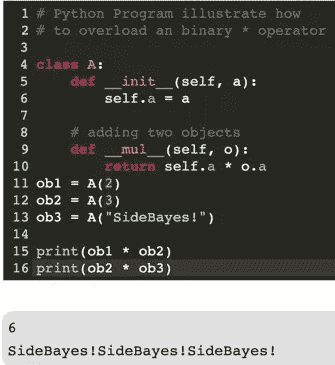 1 # Python Program illustrate how
2 # to overload an binary * operator
3
4 class A:
5     def __init__(self, a):
6         self.a = a
7
8     # adding two objects
9     def __mul__(self, o):
10         return self.a * o.a
11 ob1 = A(2)
12 ob2 = A(3)
13 ob3 = A("SideBayes!")
14
15 print(ob1 * ob2)
16 print(ob2 * ob3)
6
SideBayes!SideBayes!SideBayes!